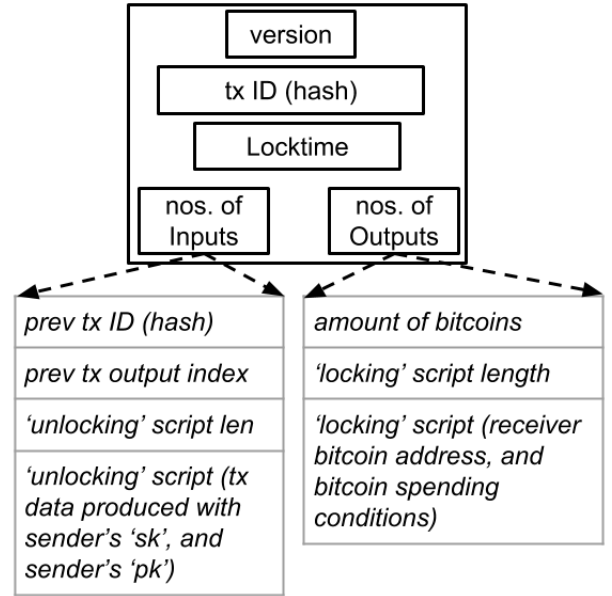 version
tx ID (hash)
Locktime
nos. of
Inputs
nos. of
Outputs
prev tx ID (hash)
prev tx output index
‘unlocking’ script len
‘unlocking’ script (tx
data produced with
sender’s ‘sk’, and
sender’s ‘pk’)
amount of bitcoins
‘locking’ script length
‘locking’ script (receiver
bitcoin address, and
bitcoin spending
conditions)